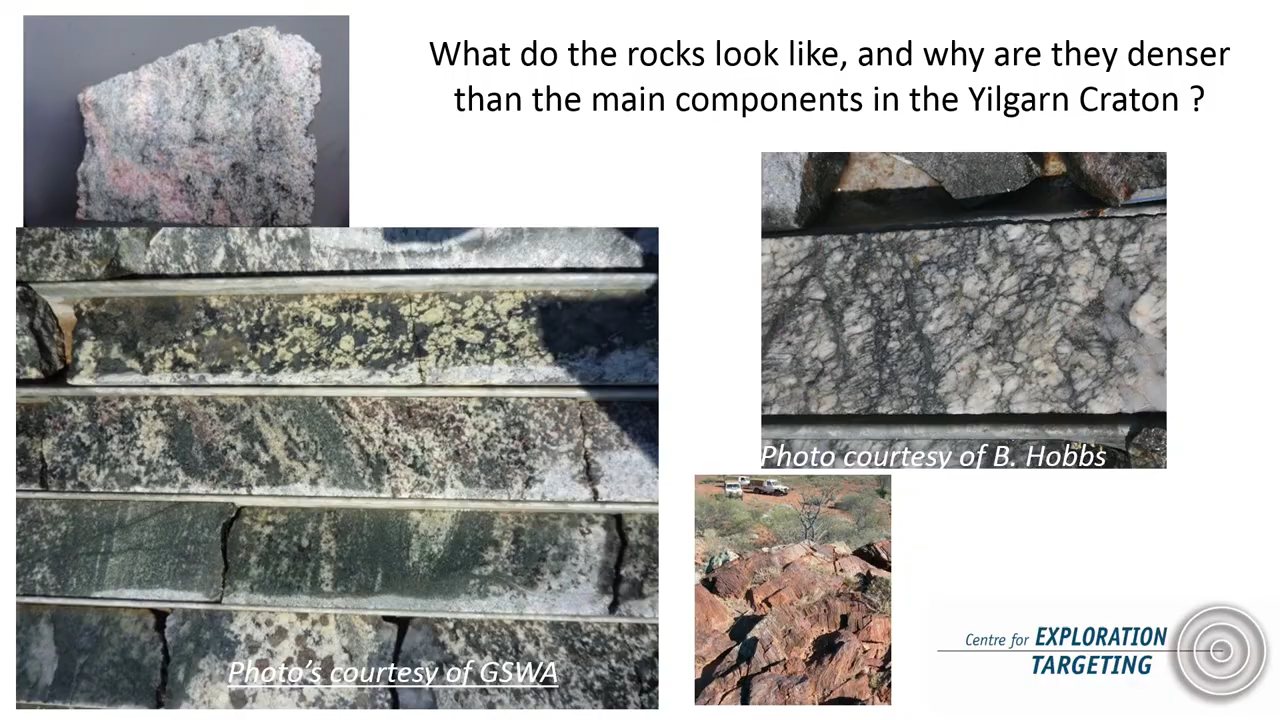 What do the rocks look like, and why are they denser
than the main components in the Yilgarn Craton ?
Photo courtesy of B. Hobbs
Photo's courtesy of GSWA
Centre for EXPLORATION
TARGETING